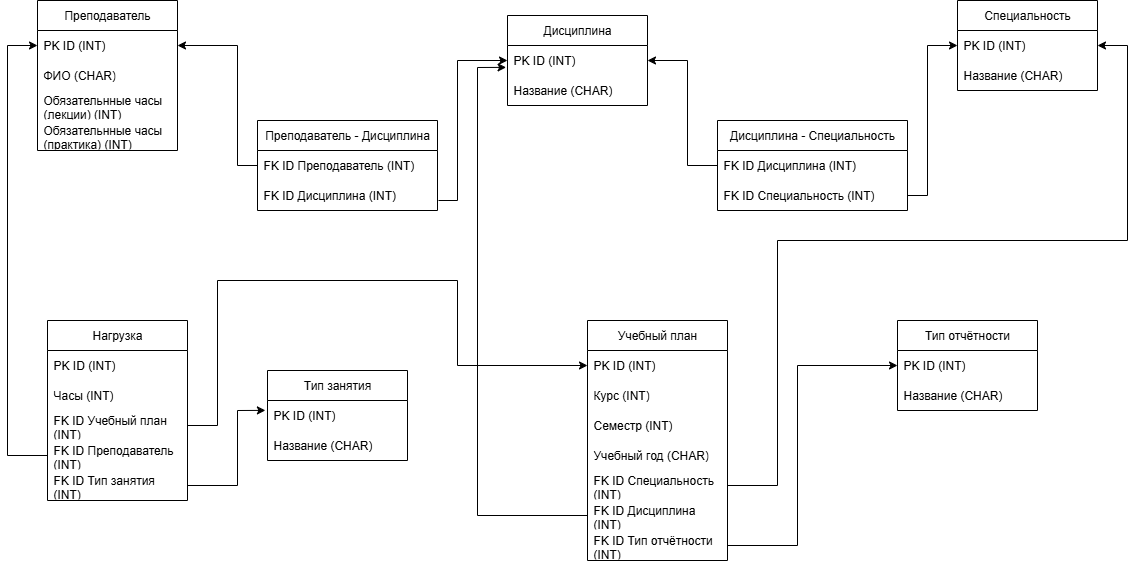 Преподаватель
PK ID (INT)
ФИО (CHAR)
Обязательнные часы
(лекции) (INT)
Обязательнные часы
(практика) (INT)
Преподаватель - Дисциплина
FK ID Преподаватель (INT)
FK ID Дисциплина (INT)
Дисциплина
PK ID (INT)
Название (CHAR)
Дисциплина - Специальность
FK ID Дисциплина (INT)
FK ID Специальность (INT)
Специальность
PK ID (INT)
Название (CHAR)
Нагрузка
PK ID (INT)
Часы (INT)
FK ID Учебный план
(INT)
FK ID Преподаватель
(INT)
FK ID Тип занятия
(INT)
Тип занятия
PK ID (INT)
Название (CHAR)
Учебный план
PK ID (INT)
Курс (INT)
Семестр (INT)
Учебный год (CHAR)
FK ID Специальность
(INT)
FK ID Дисциплина
(INT)
FK ID Тип отчётности
(INT)
Тип отчётности
PK ID (INT)
Название (CHAR)